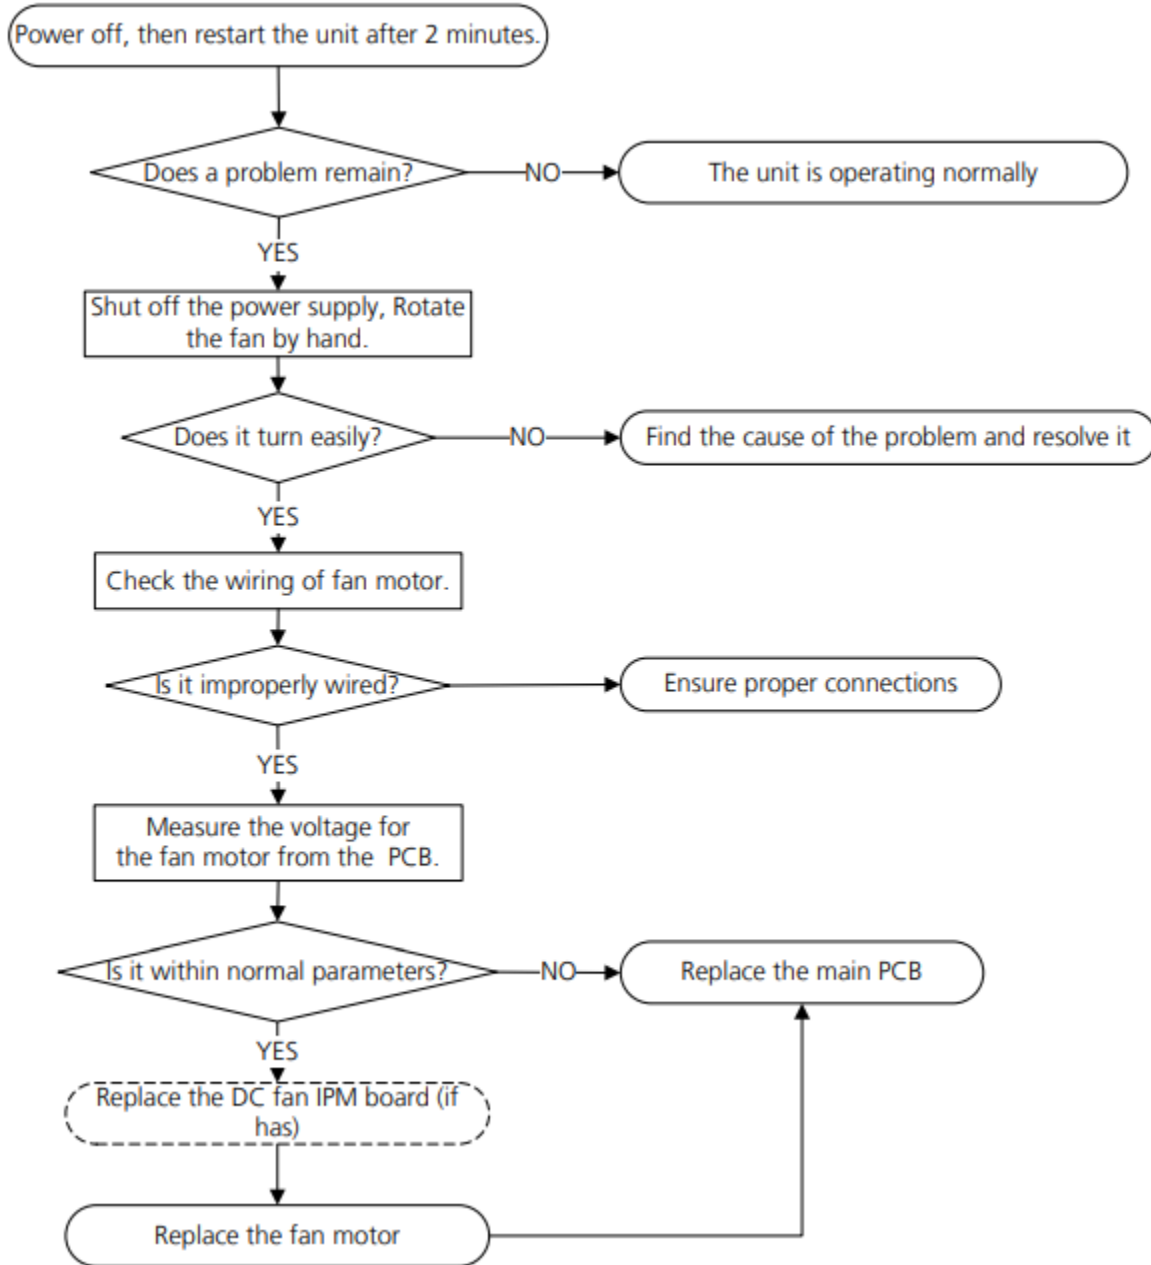 Power off, then restart the unit after 2 minutes.
Does a problem remain?
NO
The unit is operating normally
YES
Shut off the power supply, Rotate
the fan by hand.
Does it turn easily?
NO
Find the cause of the problem and resolve it
YES
Check the wiring of fan motor.
Is it improperly wired?
Ensure proper connections
YES
Measure the voltage for
the fan motor from the PCB.
Is it within normal parameters?
NO
Replace the main PCB
YES
Replace the DC fan IPM board (if
has)
Replace the fan motor